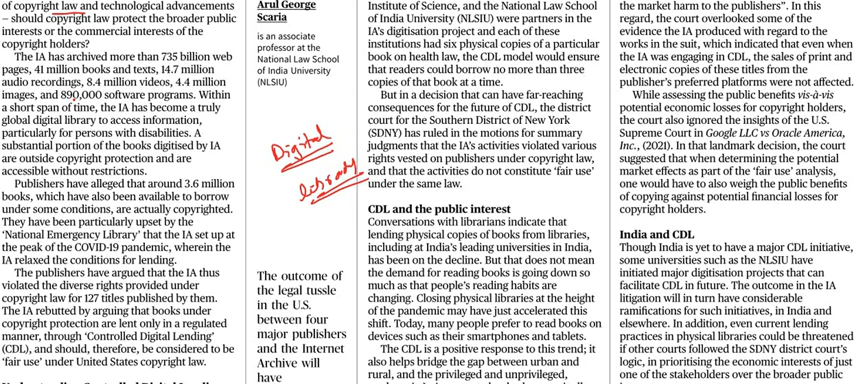 of copyright law and technological advancements
– should copyright law protect the broader public
interests or the commercial interests of the
copyright holders?
The IA has archived more than 735 billion web
pages, 41 million books and texts, 14.7 million
audio recordings, 8.4 million videos, 4.4 million
images, and 890,000 software programs. Within
a short span of time, the IA has become a truly
global digital library to access information,
particularly for persons with disabilities. A
substantial portion of the books digitised by IA
are outside copyright protection and are
accessible without restrictions.
Publishers have alleged that around 3.6 million
books, which have also been available to borrow
under some conditions, are actually copyrighted.
They have been particularly upset by the
‘National Emergency Library’ that the IA set up at
the peak of the COVID-19 pandemic, wherein the
IA relaxed the conditions for lending.
The publishers have argued that the IA thus
violated the diverse rights provided under
copyright law for 127 titles published by them.
The IA rebutted by arguing that books under
copyright protection are lent only in a regulated
manner, through ‘Controlled Digital Lending’
(CDL), and should, therefore, be considered to be
‘fair use’ under United States copyright law.
Arul George
Scaria
is an associate
professor at the
National Law School
of India University
(NLSIU)
Digital
library
The outcome of
the legal tussle
in the U.S.
between four
major publishers
and the Internet
Archive will
have
Institute of Science, and the National Law School
of India University (NLSIU) were partners in the
IA’s digitisation project and each of these
institutions had six physical copies of a particular
book on health law, the CDL model would ensure
that readers could borrow no more than three
copies of that book at a time.
But in a decision that can have far-reaching
consequences for the future of CDL, the district
court for the Southern District of New York
(SDNY) has ruled in the motions for summary
judgments that the IA’s activities violated various
rights vested on publishers under copyright law,
and that the activities do not constitute ‘fair use’
under the same law.
CDL and the public interest
Conversations with librarians indicate that
lending physical copies of books from libraries,
including at India’s leading universities in India,
has been on the decline. But that does not mean
the demand for reading books is going down so
much as that people’s reading habits are
changing. Closing physical libraries at the height
of the pandemic may have just accelerated this
shift. Today, many people prefer to read books on
devices such as their smartphones and tablets.
The CDL is a positive response to this trend; it
also helps bridge the gap between urban and
rural, and the privileged and unprivileged,
the market harm to the publishers”. In this
regard, the court overlooked some of the
evidence the IA produced with regard to the
works in the suit, which indicated that even when
the IA was engaging in CDL, the sales of print and
electronic copies of these titles from the
publisher’s preferred platforms were not affected.
While assessing the public benefits vis-à-vis
potential economic losses for copyright holders,
the court also ignored the insights of the U.S.
Supreme Court in Google LLC vs Oracle America,
Inc., (2021). In that landmark decision, the court
suggested that when determining the potential
market effects as part of the ‘fair use’ analysis,
one would have to also weigh the public benefits
of copying against potential financial losses for
copyright holders.
India and CDL
Though India is yet to have a major CDL initiative,
some universities such as the NLSIU have
initiated major digitisation projects that can
facilitate CDL in future. The outcome in the IA
litigation will in turn have considerable
ramifications for such initiatives, in India and
elsewhere. In addition, even current lending
practices in physical libraries could be threatened
if other courts followed the SDNY district court’s
logic, in prioritising the economic interests of just
one of the stakeholders over the broader public